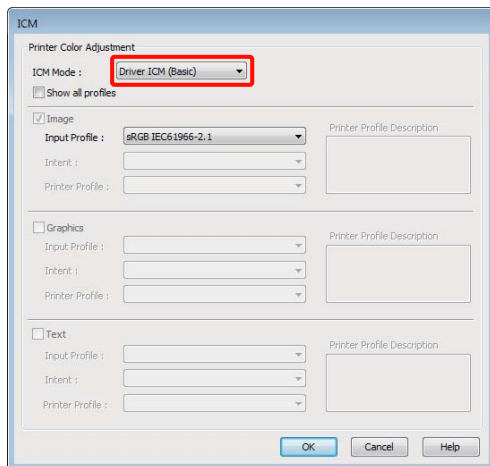 ICM
Printer Color Adjustment
ICM Mode :
Driver ICM (Basic)
Show all profiles
Image
Input Profile :
sRGB IEC61966-2.1
Printer Profile Description
Intent :
Printer Profile :
Graphics
Input Profile :
Printer Profile Description
Intent :
Printer Profile :
Text
Input Profile :
Printer Profile Description
Intent :
Printer Profile :
OK
Cancel
Help